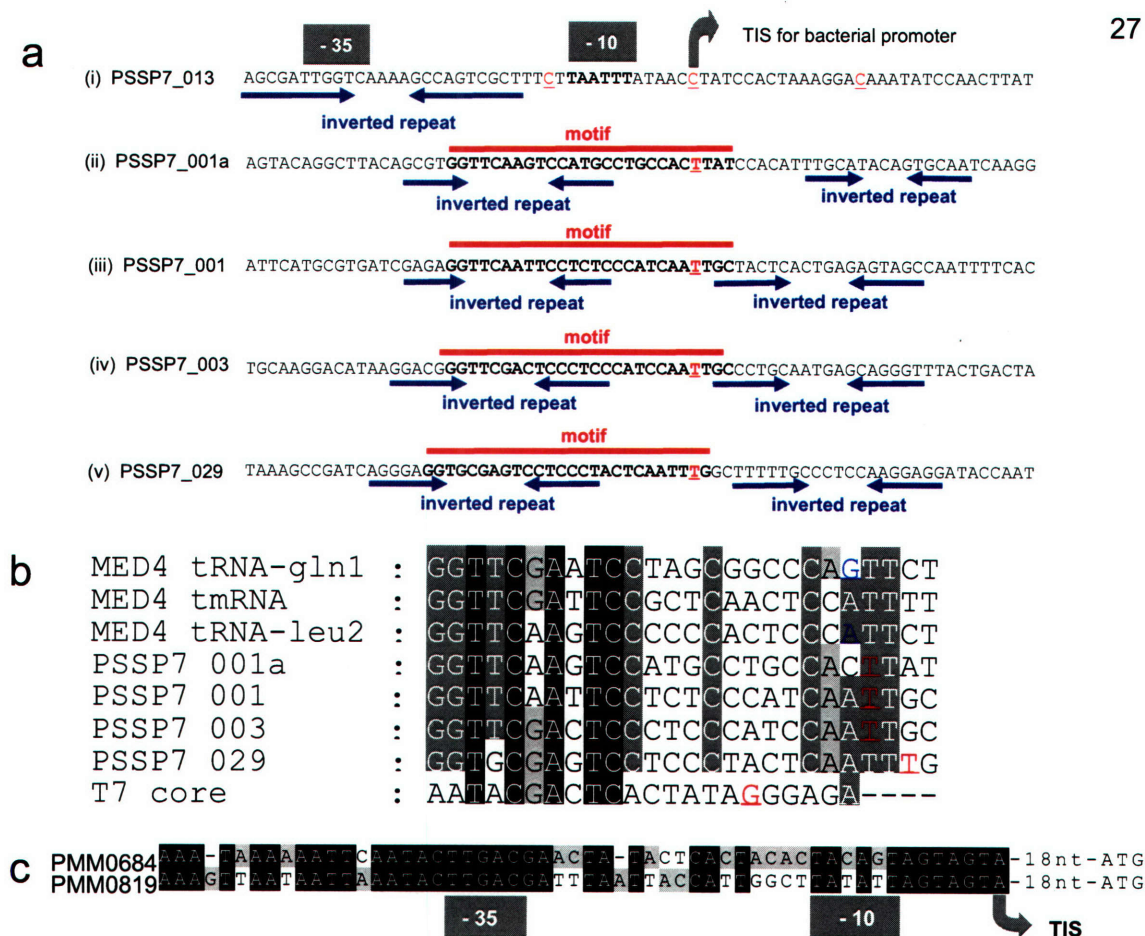 27
a
- 35
- 10
TIS for bacterial promoter
(i) PSSP7_013 AGCGATTGGTCAAAAGCCAGTCGCTTTCTTAATTTATAACCTATCCACTAAAGGACAAATATCCAACTTAT
inverted repeat
motif
(ii) PSSP7_001a AGTACAGGCTTACAGCGTGGTTCAAGTCCATGCCTGCCACTTATCCACATTTGCATACAGTGCAATCAAGG
inverted repeat inverted repeat
motif
(iii) PSSP7_001 ATTCATGCGTGATCGAGAGGTTCAATTCCTCTCCCATCAATTGCTACTCACTGAGAGTAGCCAATTTTCAC
inverted repeat inverted repeat
motif
(iv) PSSP7_003 TGCAAGGACATAAGGACGGGTTCGACTCCCTCCCATCCAATTGCCCTGCAATGAGCAGGGTTTACTGACTA
inverted repeat inverted repeat
motif
(v) PSSP7_029 TAAAGCCGATCAGGGAGGTGCGAGTCCTCCCTACTCAATTTGGCTTTTTGCCCTCCAAGGAGGATACCAAT
inverted repeat inverted repeat
b
MED4 tRNA-gln1 : GGTTCGAATCCTAGCGGCCCAGTTCT
MED4 tmRNA : GGTTCGATTCCGCTCAACTCCATTTT
MED4 tRNA-leu2 : GGTTCAAGTCCCCCCACTCCCATTCT
PSSP7 001a : GGTTCAAGTCCATGCCTGCCACTTAT
PSSP7 001 : GGTTCAATTCCTCTCCCATCAATTGC
PSSP7 003 : GGTTCGACTCCCTCCCATCCAATTGC
PSSP7 029 : GGTGCGAGTCCTCCCTACTCAATTTG
T7 core : AATACGACTCACTATAGGGAGA----
c
PMM0684 AAA-TAAAAAATTCAATACTTGACGAACTA-TACTCACTACACTACAGTAGTAGTA-18nt-ATG
PMM0819 AAAGTTAATAATTAAATACTTGACGATTTAATTACCATTGGCTTATATTAGTAGTA-18nt-ATG
- 35
- 10
TIS